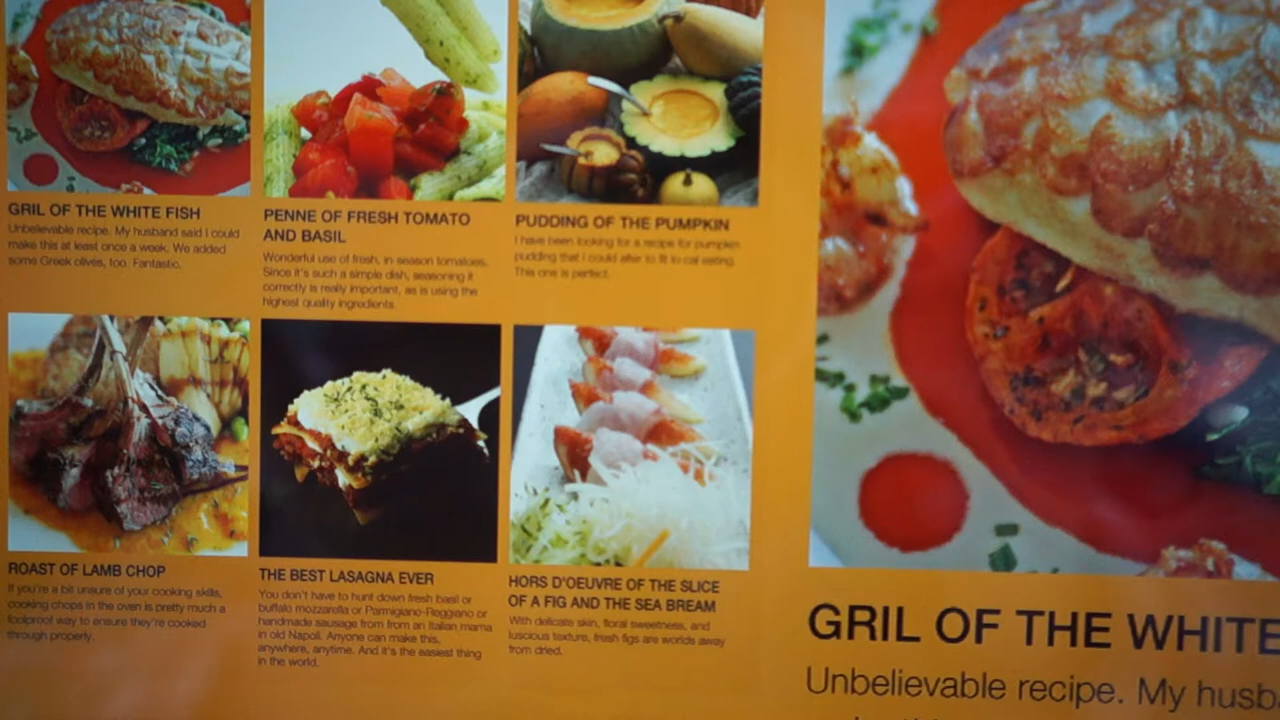 GRIL OF THE WHITE FISH
Unbelievable recipe. My husband said I could
make this at least once a week. We added
some Greek olives, too. Fantastic.
PENNE OF FRESH TOMATO
AND BASIL
Wonderful use of fresh, in-season tomatoes.
Since it's such a simple dish, seasoning it
correctly is really important, as is using the
highest quality ingredients.
PUDDING OF THE PUMPKIN
I have been looking for a recipe for pumpkin
pudding that I could alter to fit lo-cal eating.
This one is perfect.
ROAST OF LAMB CHOP
If you're a bit unsure of your cooking skills,
cooking chops in the oven is pretty much a
foolproof way to ensure they're cooked
through properly.
THE BEST LASAGNA EVER
You don't have to hunt down fresh basil or
buffalo mozzarella or Parmigiano-Reggiano or
handmade sausage from from an Italian mama
in old Napoli. Anyone can make this,
anywhere, anytime. And it's the easiest thing
in the world.
HORS D'OEUVRE OF THE SLICE
OF A FIG AND THE SEA BREAM
With delicate skin, floral sweetness, and
luscious texture, fresh figs are worlds away
from dried.
GRIL OF THE WHITE
Unbelievable recipe. My husb